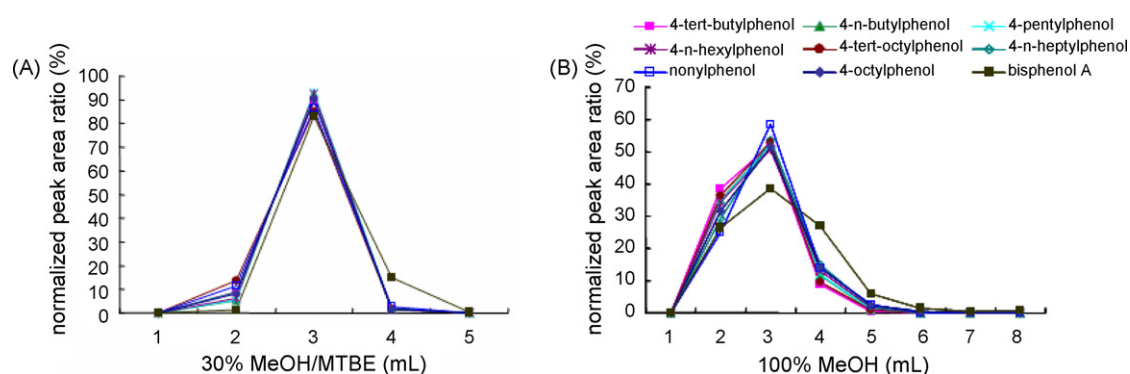 4-tert-butylphenol 4-n-butylphenol 4-pentylphenol
4-n-hexylphenol 4-tert-octylphenol 4-n-heptylphenol
nonylphenol 4-octylphenol bisphenol A
(A)
normalized peak area ratio (%)
100
90
80
70
60
50
40
30
20
10
0
1 2 3 4 5
30% MeOH/MTBE (mL)
(B)
normalized peak area ratio (%)
70
60
50
40
30
20
10
0
1 2 3 4 5 6 7 8
100% MeOH (mL)